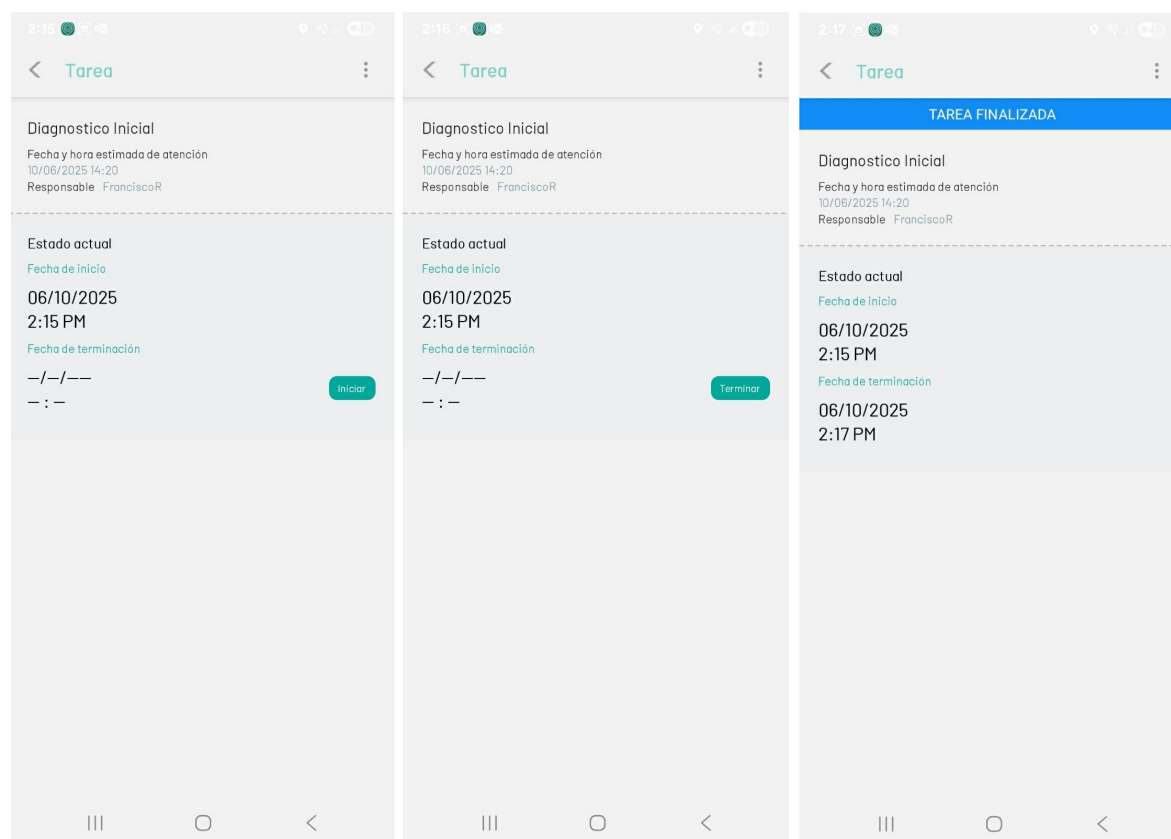 2:15
Tarea
Diagnostico Inicial
Fecha y hora estimada de atención
10/06/2025 14:20
Responsable FranciscoR
Estado actual
Fecha de inicio
06/10/2025
2:15 PM
Fecha de terminación
—/—/——
— : —
Iniciar
2:16
Tarea
Diagnostico Inicial
Fecha y hora estimada de atención
10/06/2025 14:20
Responsable FranciscoR
Estado actual
Fecha de inicio
06/10/2025
2:15 PM
Fecha de terminación
—/—/——
— : —
Terminar
2:17
Tarea
TAREA FINALIZADA
Diagnostico Inicial
Fecha y hora estimada de atención
10/06/2025 14:20
Responsable FranciscoR
Estado actual
Fecha de inicio
06/10/2025
2:15 PM
Fecha de terminación
06/10/2025
2:17 PM